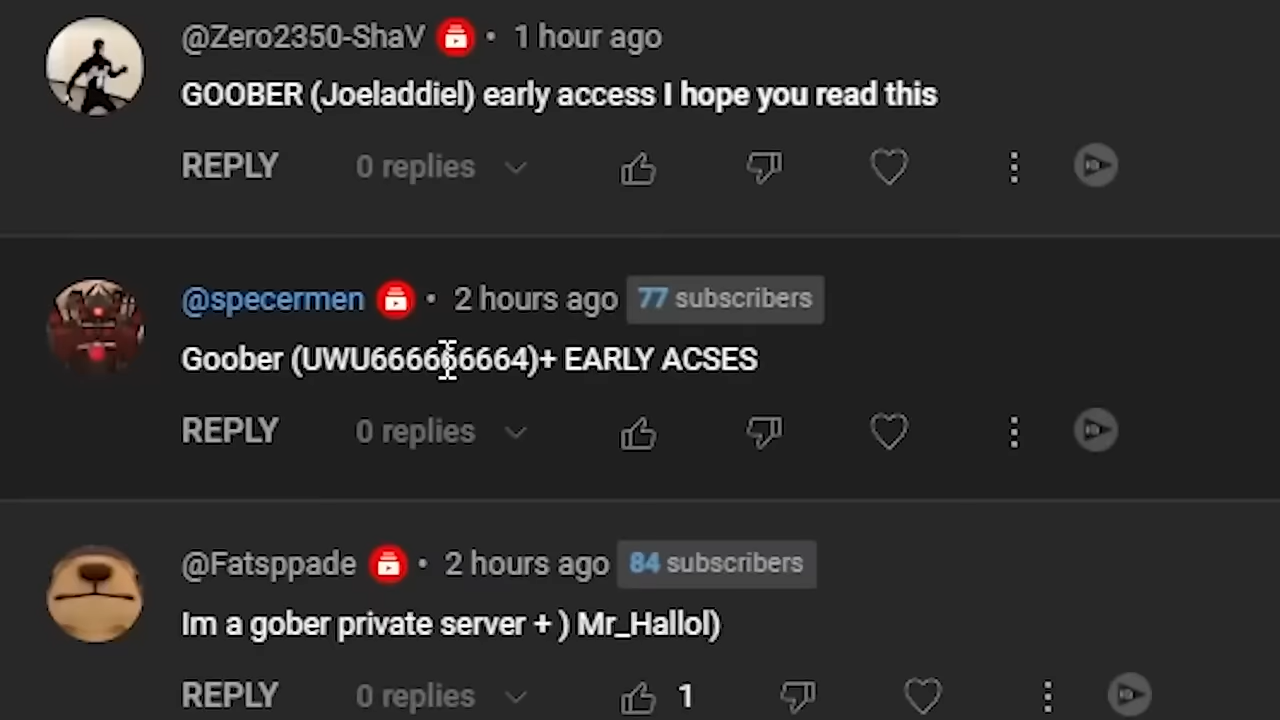 @Zero2350-ShaV • 1 hour ago
GOOBER (Joeladdiel) early access I hope you read this
REPLY 0 replies
@specermen • 2 hours ago 77 subscribers
Goober (UWU666666664)+ EARLY ACSES
REPLY 0 replies
@Fatsppade • 2 hours ago 84 subscribers
Im a gober private server + ) Mr_Hallol)
REPLY 0 replies 1